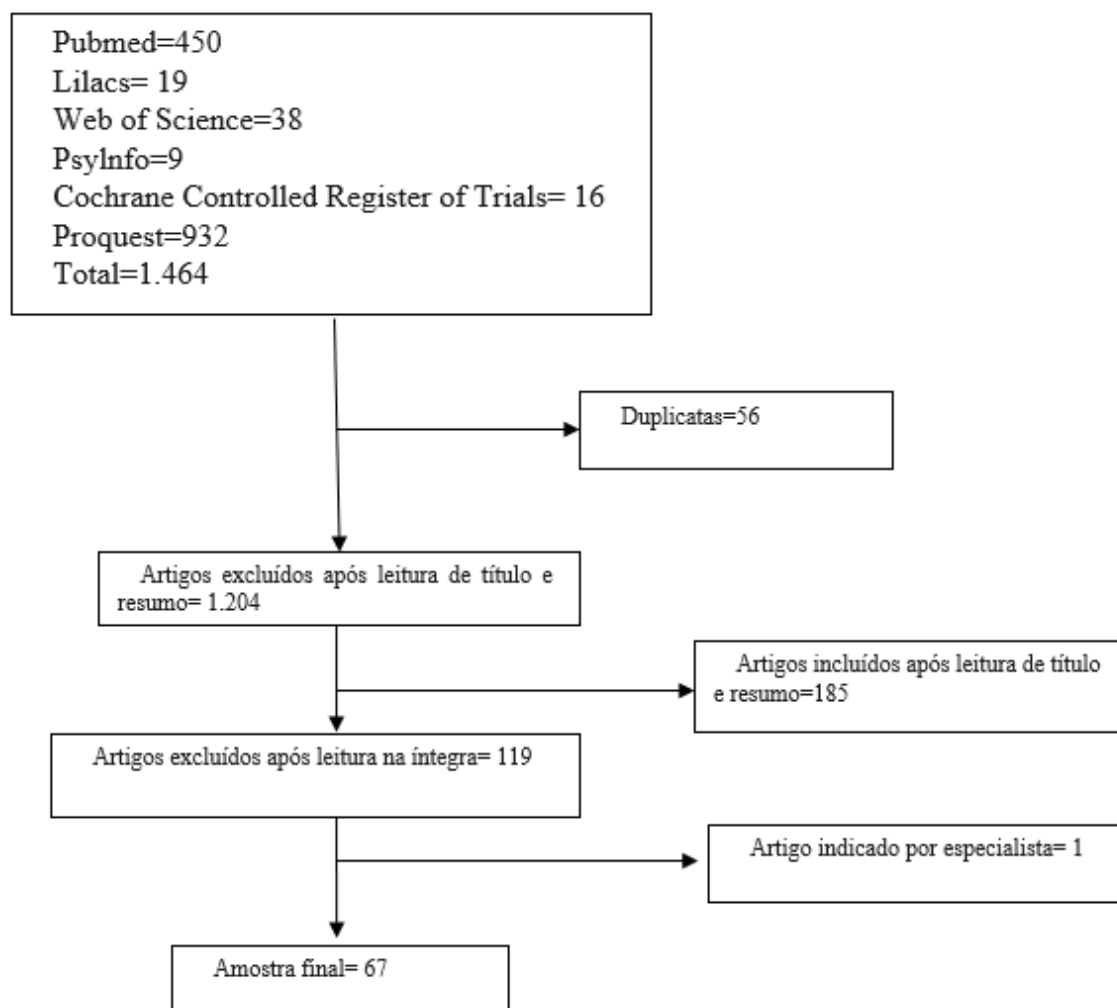 Pubmed=450
Lilacs= 19
Web of Science=38
PsyInfo=9
Cochrane Controlled Register of Trials= 16
Proquest=932
Total=1.464
Duplicatas=56
Artigos excluídos após leitura de título e
resumo= 1.204
Artigos incluídos após leitura de título
e resumo=185
Artigos excluídos após leitura na íntegra= 119
Artigo indicado por especialista= 1
Amostra final= 67